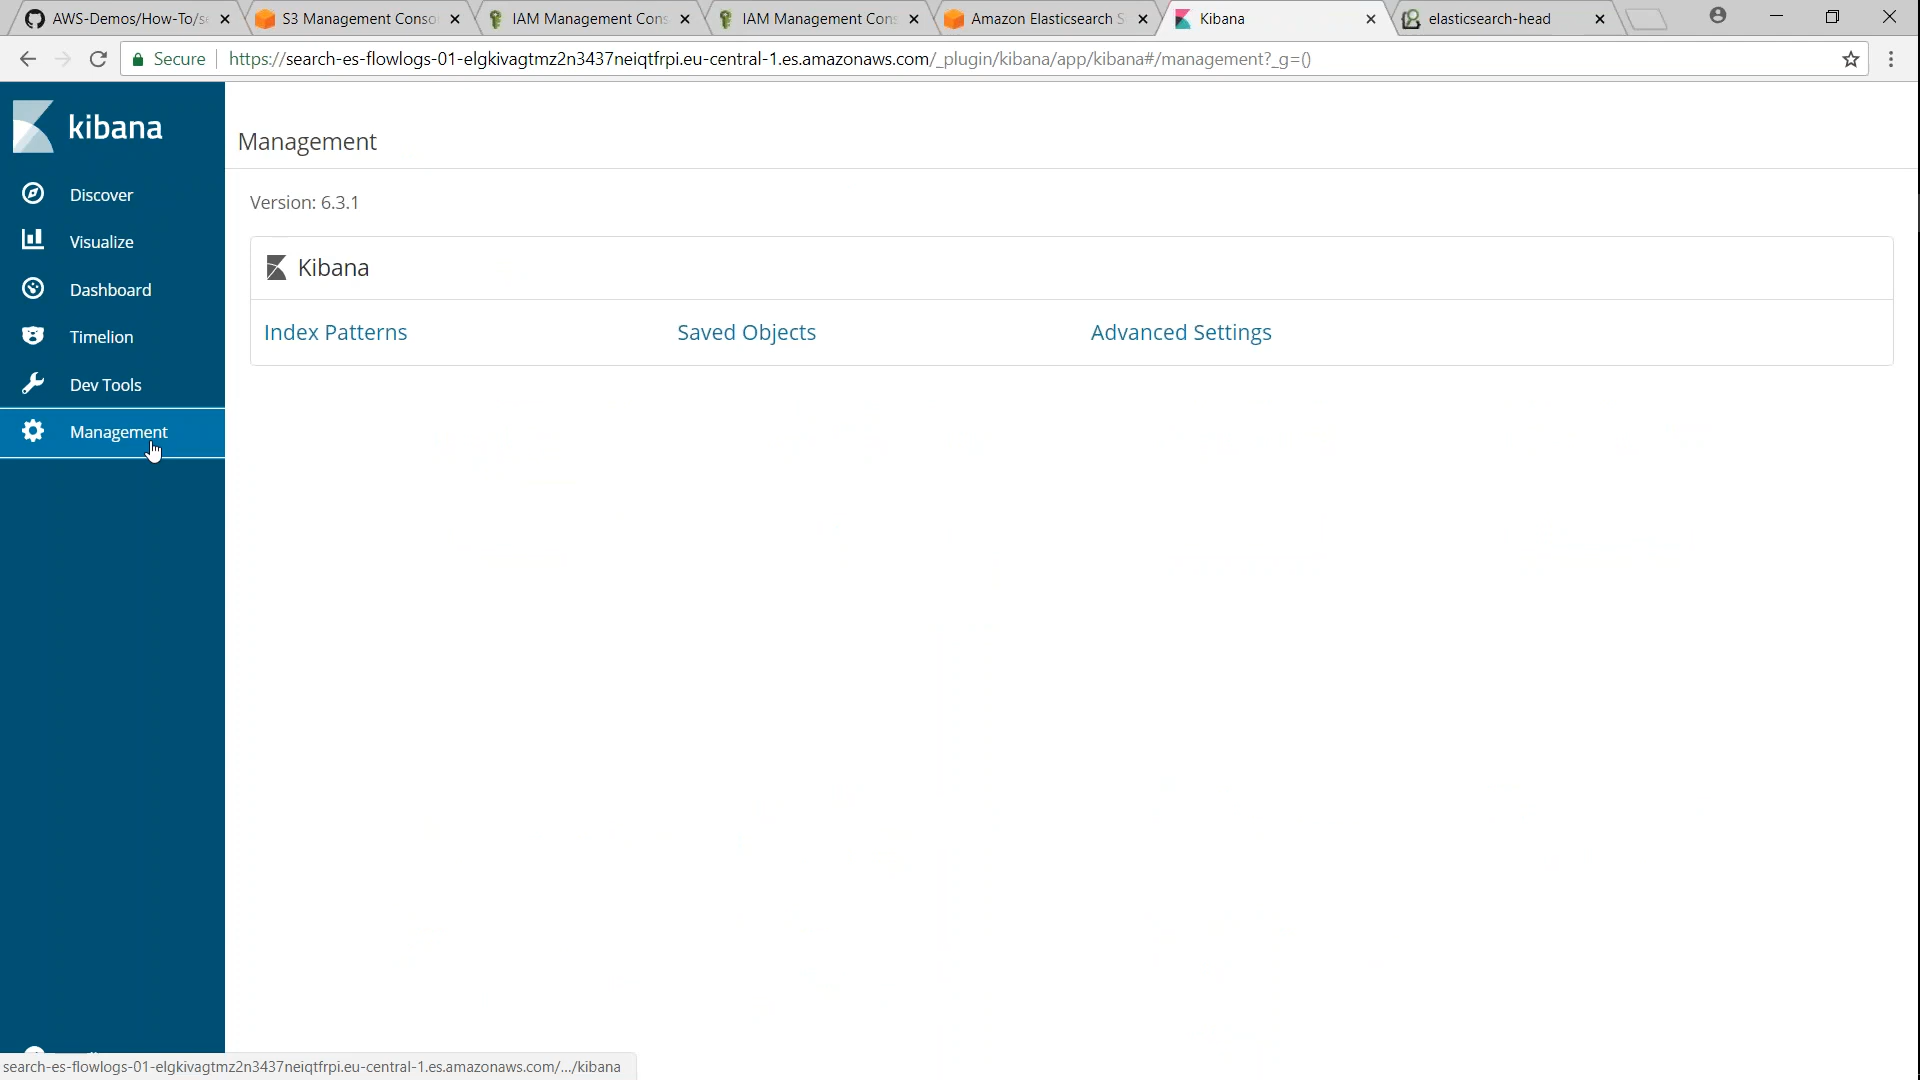 AWS-Demos/How-To/s
S3 Management Conso
IAM Management Cons
IAM Management Cons
Amazon Elasticsearch S
Kibana
elasticsearch-head
Secure
https://search-es-flowlogs-01-elgkivagtmz2n3437neiqtfrpi.eu-central-1.es.amazonaws.com/_plugin/kibana/app/kibana#/management?_g=()
kibana
Discover
Visualize
Dashboard
Timelion
Dev Tools
Management
Management
Version: 6.3.1
Kibana
Index Patterns
Saved Objects
Advanced Settings
search-es-flowlogs-01-elgkivagtmz2n3437neiqtfrpi.eu-central-1.es.amazonaws.com/.../kibana